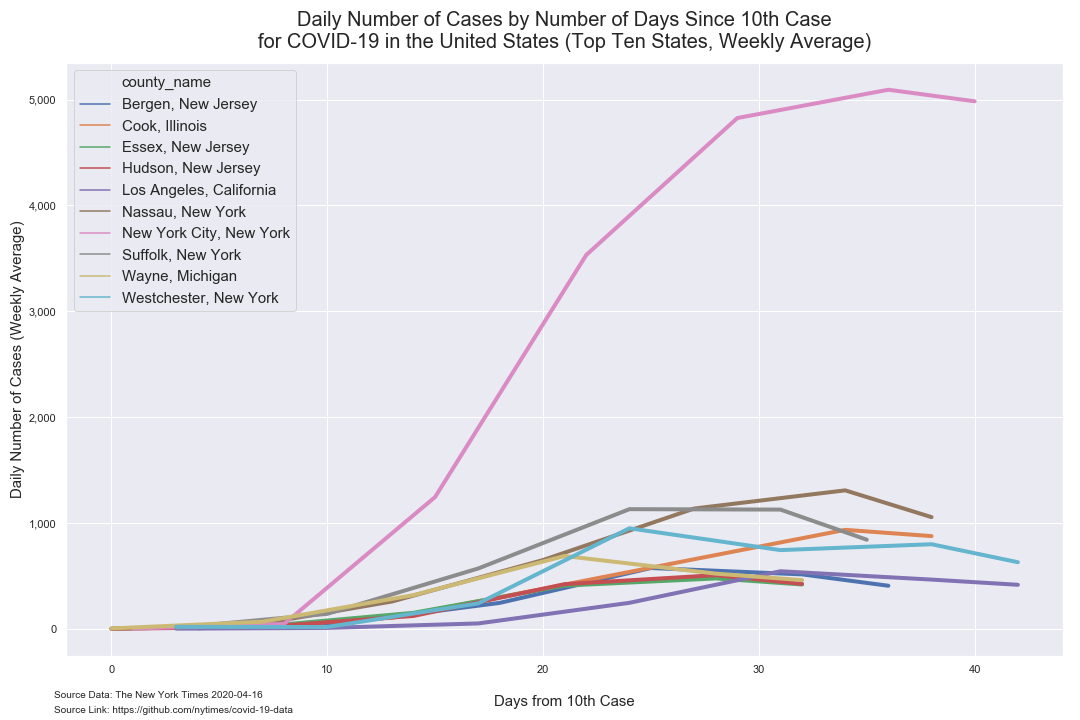 Daily Number of Cases by Number of Days Since 10th Case
for COVID-19 in the United States (Top Ten States, Weekly Average)
county_name
Bergen, New Jersey
Cook, Illinois
Essex, New Jersey
Hudson, New Jersey
Los Angeles, California
Nassau, New York
New York City, New York
Suffolk, New York
Wayne, Michigan
Westchester, New York
Daily Number of Cases (Weekly Average)
5,000
4,000
3,000
2,000
1,000
0
0 10 20 30 40
Days from 10th Case
Source Data: The New York Times 2020-04-16
Source Link: https://github.com/nytimes/covid-19-data